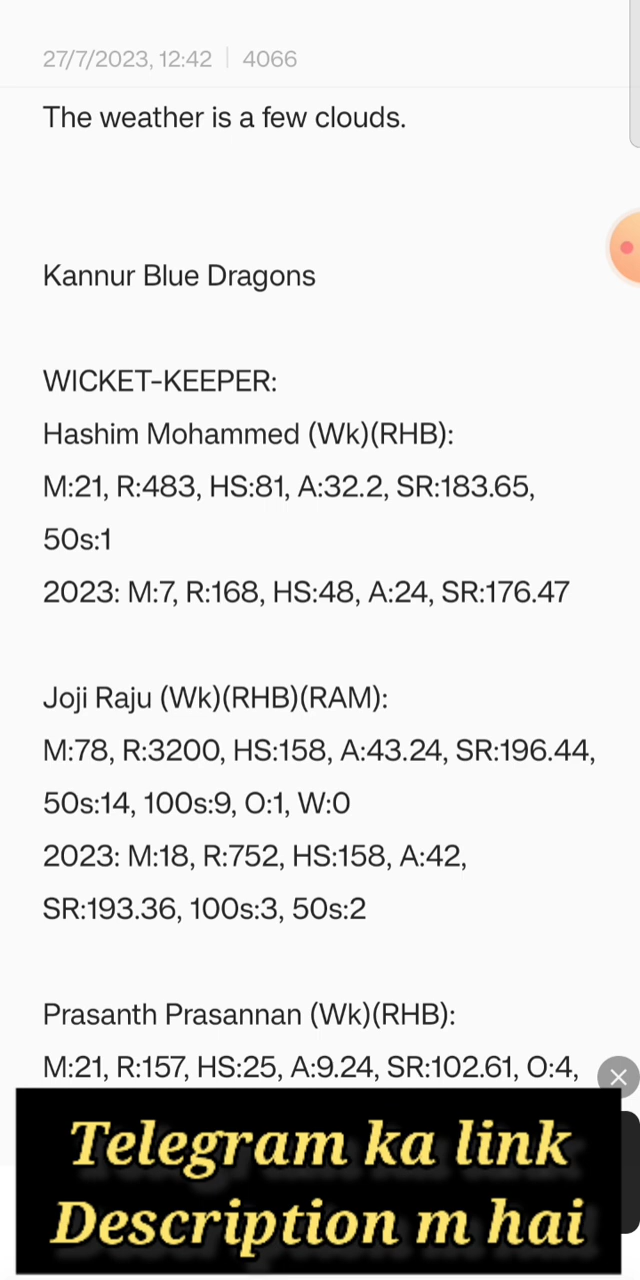 27/7/2023, 12:42 | 4066
The weather is a few clouds.
Kannur Blue Dragons
WICKET-KEEPER:
Hashim Mohammed (Wk)(RHB):
M:21, R:483, HS:81, A:32.2, SR:183.65,
50s:1
2023: M:7, R:168, HS:48, A:24, SR:176.47
Joji Raju (Wk)(RHB)(RAM):
M:78, R:3200, HS:158, A:43.24, SR:196.44,
50s:14, 100s:9, O:1, W:0
2023: M:18, R:752, HS:158, A:42,
SR:193.36, 100s:3, 50s:2
Prasanth Prasannan (Wk)(RHB):
M:21, R:157, HS:25, A:9.24, SR:102.61, O:4,
Telegram ka link
Description m hai